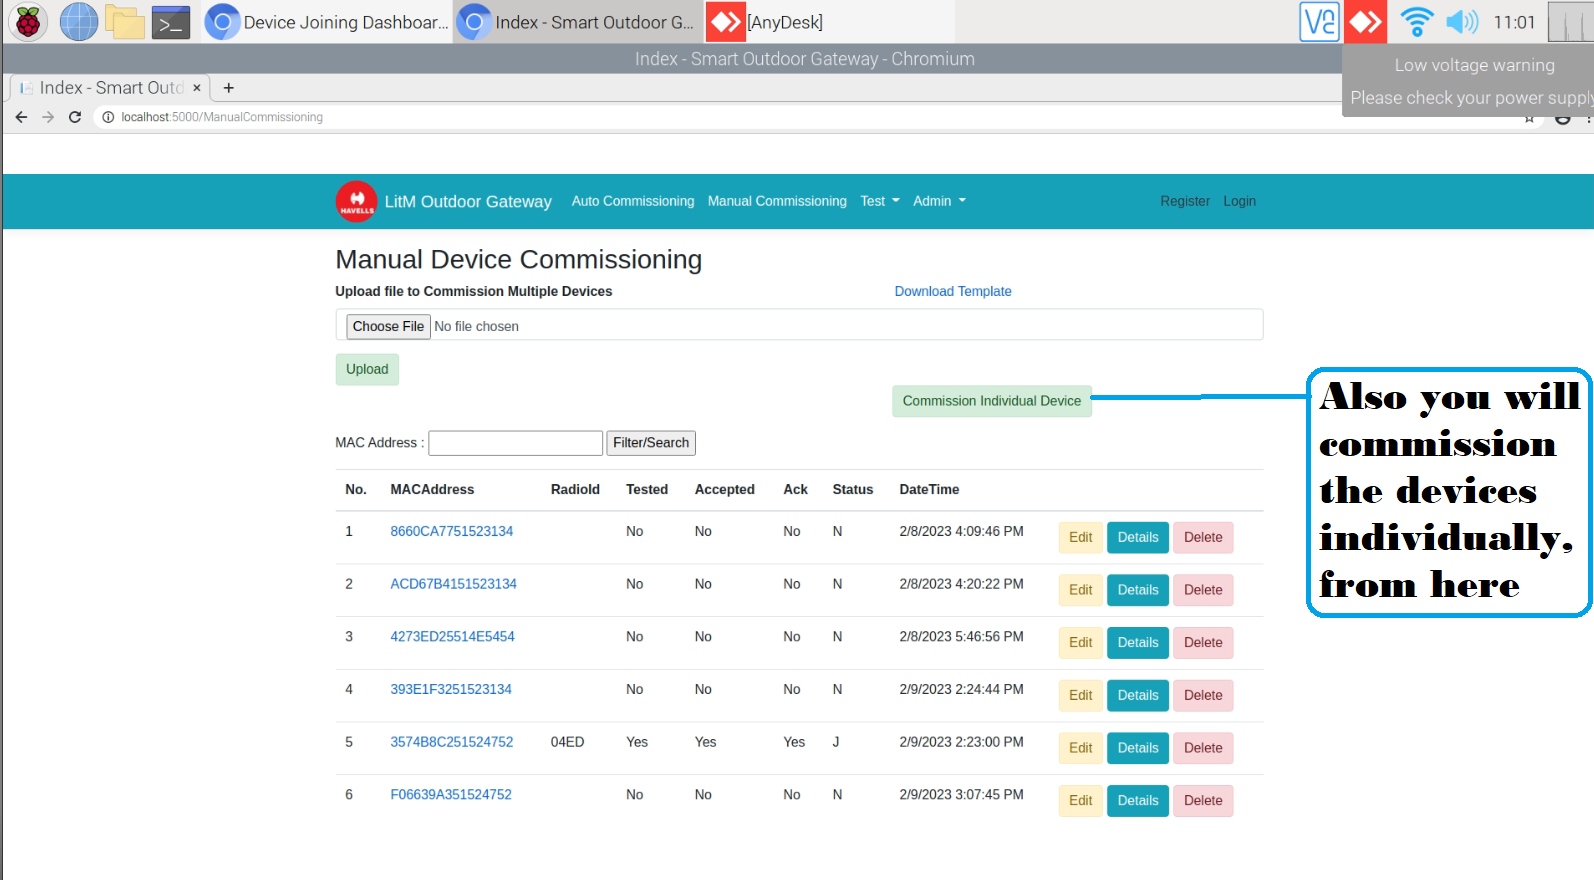 Device Joining Dashboar...
Index - Smart Outdoor G...
[AnyDesk]
11:01
Index - Smart Outdoor Gateway - Chromium
Low voltage warning
Please check your power supply
Index - Smart Outd
localhost:5000/ManualCommissioning
HAVELLS
LitM Outdoor Gateway Auto Commissioning Manual Commissioning Test Admin Register Login
Manual Device Commissioning
Upload file to Commission Multiple Devices Download Template
Choose File No file chosen
Upload
Commission Individual Device
MAC Address : Filter/Search
No. MACAddress RadioId Tested Accepted Ack Status DateTime
1 8660CA7751523134 No No No N 2/8/2023 4:09:46 PM Edit Details Delete
2 ACD67B4151523134 No No No N 2/8/2023 4:20:22 PM Edit Details Delete
3 4273ED25514E5454 No No No N 2/8/2023 5:46:56 PM Edit Details Delete
4 393E1F3251523134 No No No N 2/9/2023 2:24:44 PM Edit Details Delete
5 3574B8C251524752 04ED Yes Yes Yes J 2/9/2023 2:23:00 PM Edit Details Delete
6 F06639A351524752 No No No N 2/9/2023 3:07:45 PM Edit Details Delete
Also you will
commission
the devices
individually,
from here